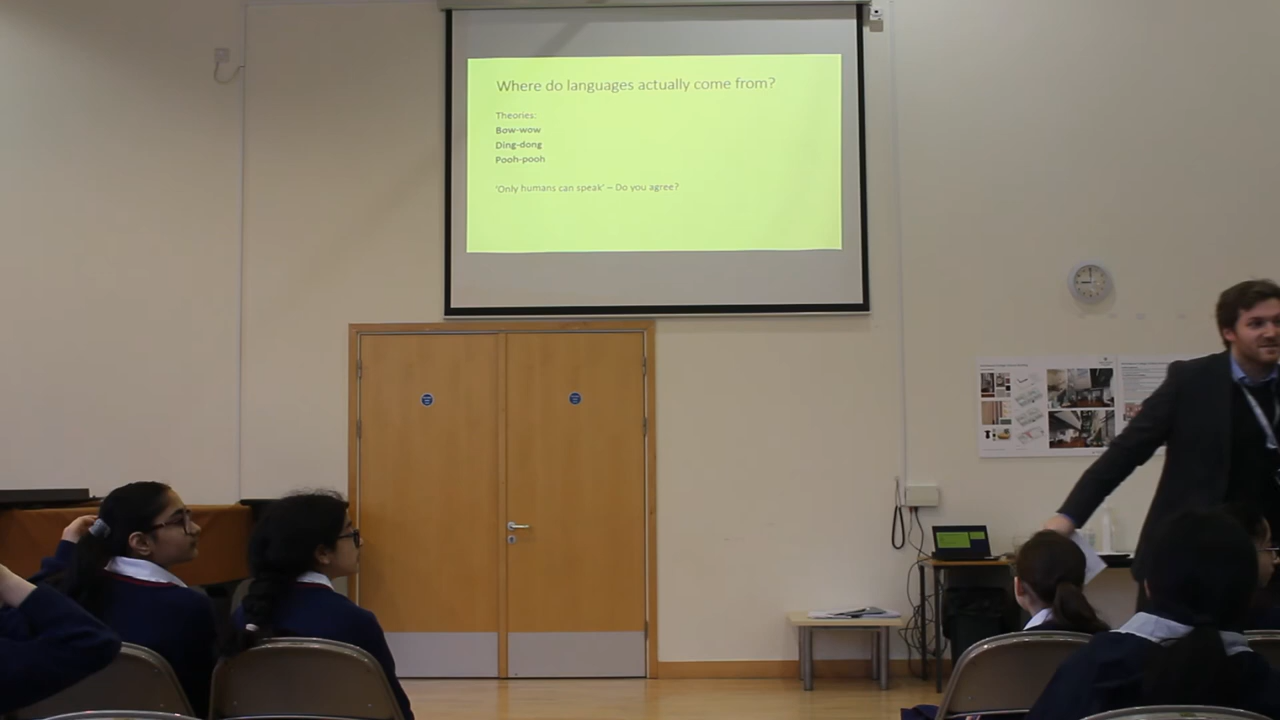 Where do languages actually come from?
Theories:
Bow-wow
Ding-dong
Pooh-pooh
'Only humans can speak' – Do you agree?